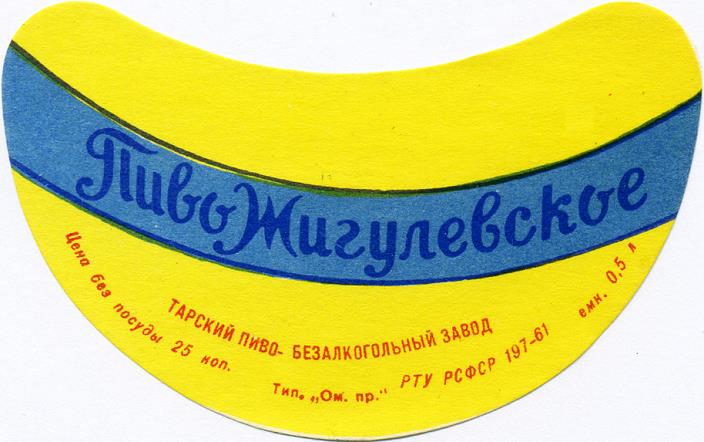 Пиво Жигулевское
ТАРСКИЙ ПИВО- БЕЗАЛКОГОЛЬНЫЙ ЗАВОД
Цена без посуды 25 коп.
Тип. „Ом. пр.“
РТУ РСФСР 197-61
емк. 0,5 л